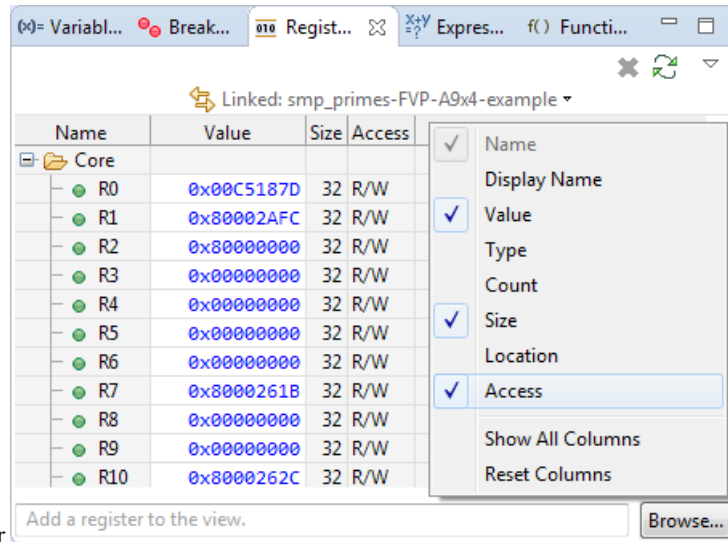 (x)= Variabl... Break... 010 Regist... X+Y =? Expres... f() Functi...
Linked: smp_primes-FVP-A9x4-example
Name Value Size Access
Core
R0 0x00C5187D 32 R/W
R1 0x80002AFC 32 R/W
R2 0x80000000 32 R/W
R3 0x00000000 32 R/W
R4 0x00000000 32 R/W
R5 0x00000000 32 R/W
R6 0x00000000 32 R/W
R7 0x8000261B 32 R/W
R8 0x00000000 32 R/W
R9 0x00000000 32 R/W
R10 0x8000262C 32 R/W
Name
Display Name
Value
Type
Count
Size
Location
Access
Show All Columns
Reset Columns
r Add a register to the view. Browse...